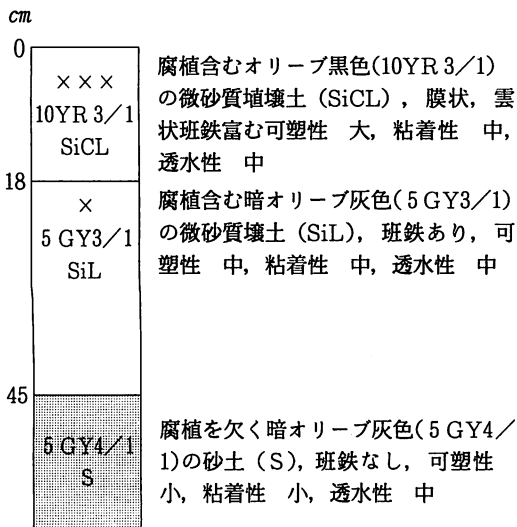 cm
0
×××
10YR 3/1
SiCL
腐植含むオリーブ黒色(10YR 3/1)
の微砂質埴壌土(SiCL),膜状,雲
状班鉄富む可塑性 大,粘着性 中,
透水性 中
18
×
5 GY3/1
SiL
腐植含む暗オリーブ灰色(5 GY3/1)
の微砂質壌土(SiL),班鉄あり,可
塑性 中,粘着性 中,透水性 中
45
5 GY4/1
S
腐植を欠く暗オリーブ灰色(5 GY4/
1)の砂土(S),班鉄なし,可塑性
小,粘着性 小,透水性 中